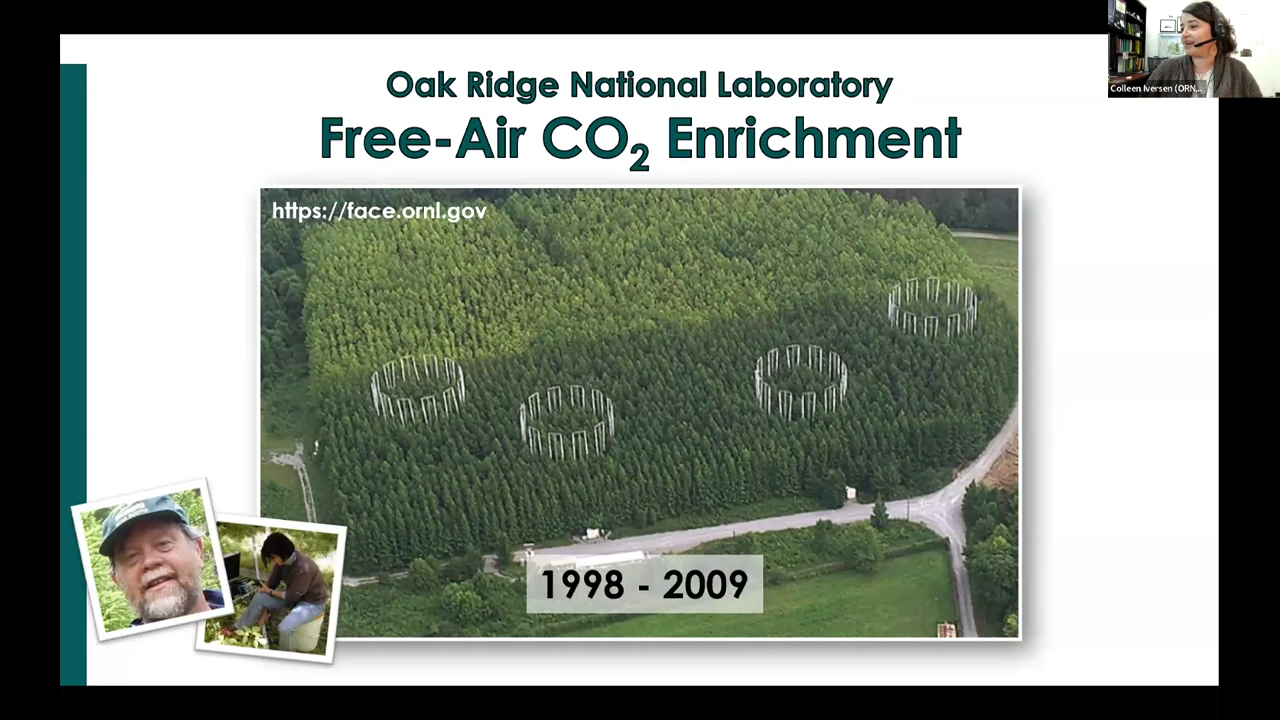 Oak Ridge National Laboratory
Free-Air CO₂ Enrichment
https://face.ornl.gov
1998 - 2009
Colleen Iversen (ORN...